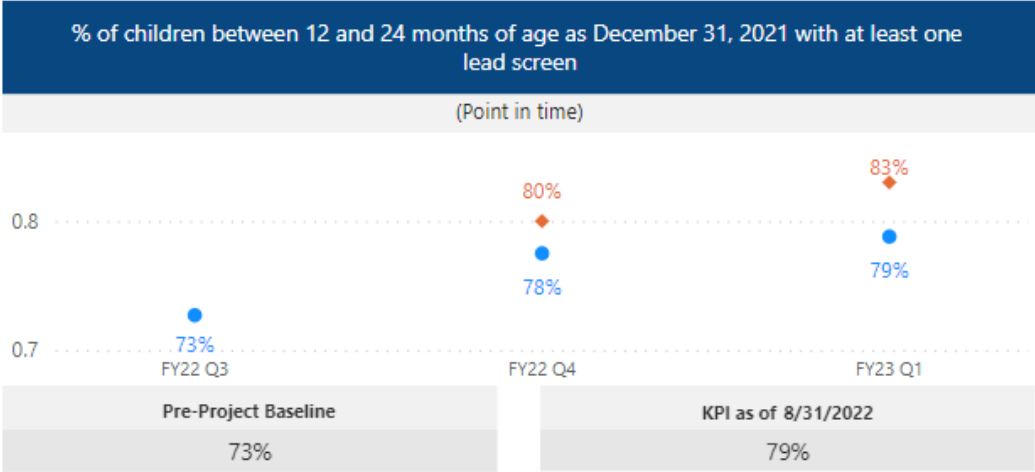 % of children between 12 and 24 months of age as December 31, 2021 with at least one
lead screen
(Point in time)
83%
80%
0.8
79%
78%
73%
0.7
FY22 Q3 FY22 Q4 FY23 Q1
Pre-Project Baseline KPI as of 8/31/2022
73% 79%